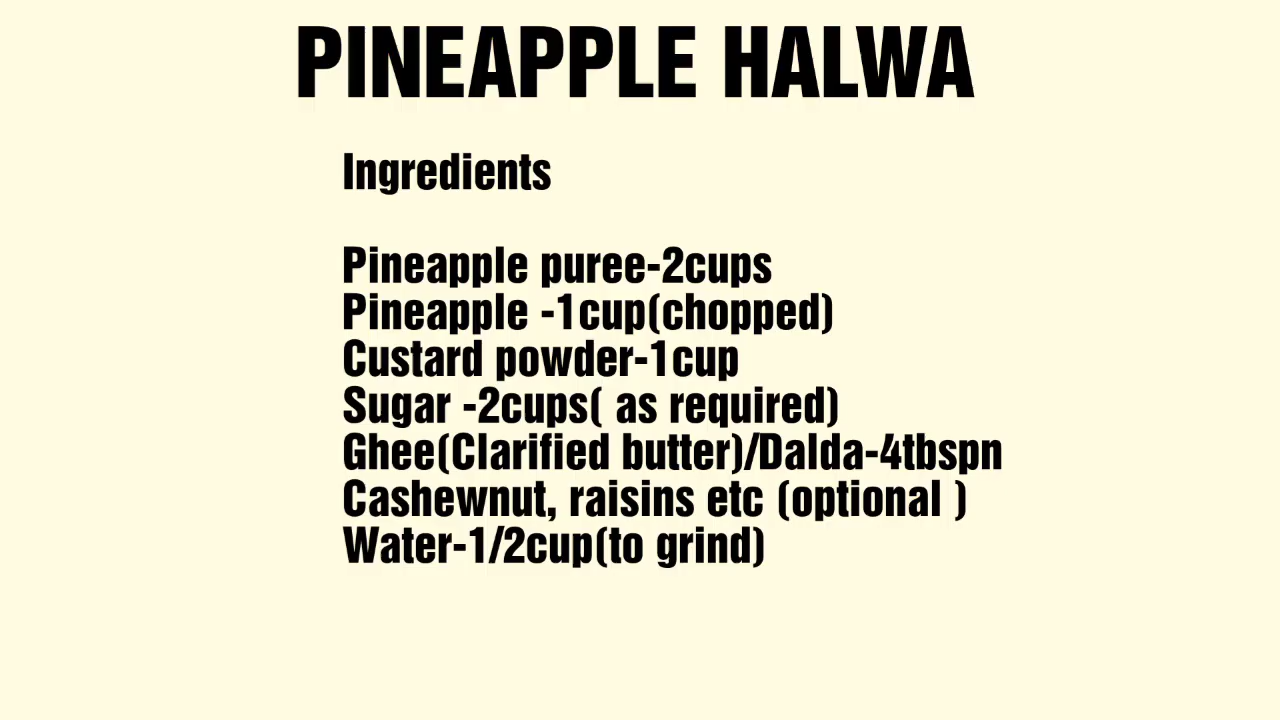 PINEAPPLE HALWA
Ingredients
Pineapple puree-2cups
Pineapple -1cup(chopped)
Custard powder-1cup
Sugar -2cups( as required)
Ghee(Clarified butter)/Dalda-4tbspn
Cashewnut, raisins etc (optional )
Water-1/2cup(to grind)